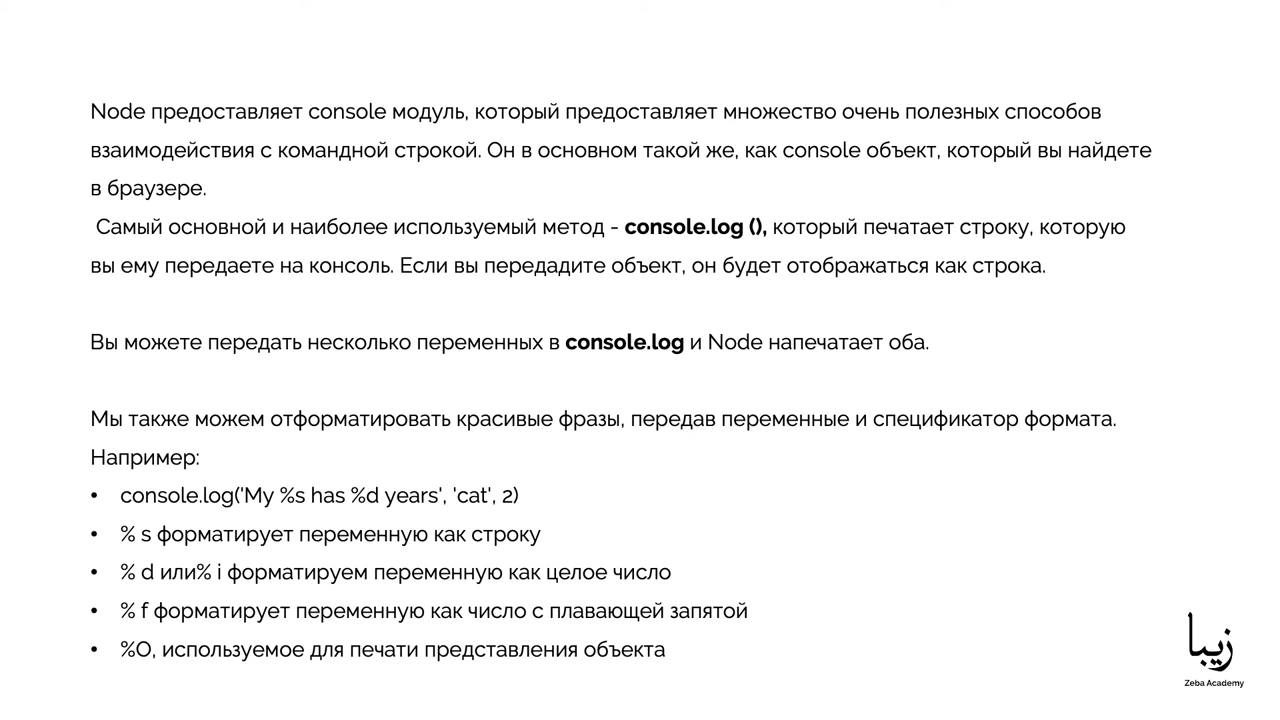 Node предоставляет console модуль, который предоставляет множество очень полезных способов
взаимодействия с командной строкой. Он в основном такой же, как console объект, который вы найдете
в браузере.
Самый основной и наиболее используемый метод - console.log (), который печатает строку, которую
вы ему передаете на консоль. Если вы передадите объект, он будет отображаться как строка.
Вы можете передать несколько переменных в console.log и Node напечатает оба.
Мы также можем отформатировать красивые фразы, передав переменные и спецификатор формата.
Например:
• console.log('My %s has %d years', 'cat', 2)
• % s форматирует переменную как строку
• % d или% i форматируем переменную как целое число
• % f форматирует переменную как число с плавающей запятой
• %O, используемое для печати представления объекта
زيبا
Zeba Academy